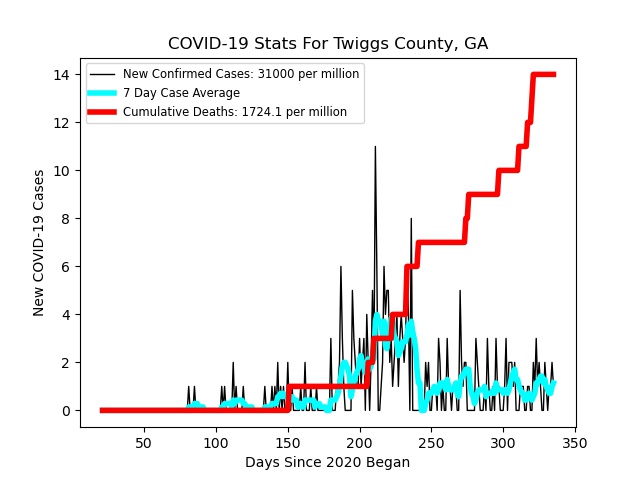 COVID-19 Stats For Twiggs County, GA
New Confirmed Cases: 31000 per million
7 Day Case Average
Cumulative Deaths: 1724.1 per million
New COVID-19 Cases
14
12
10
8
6
4
2
0
50 100 150 200 250 300 350
Days Since 2020 Began